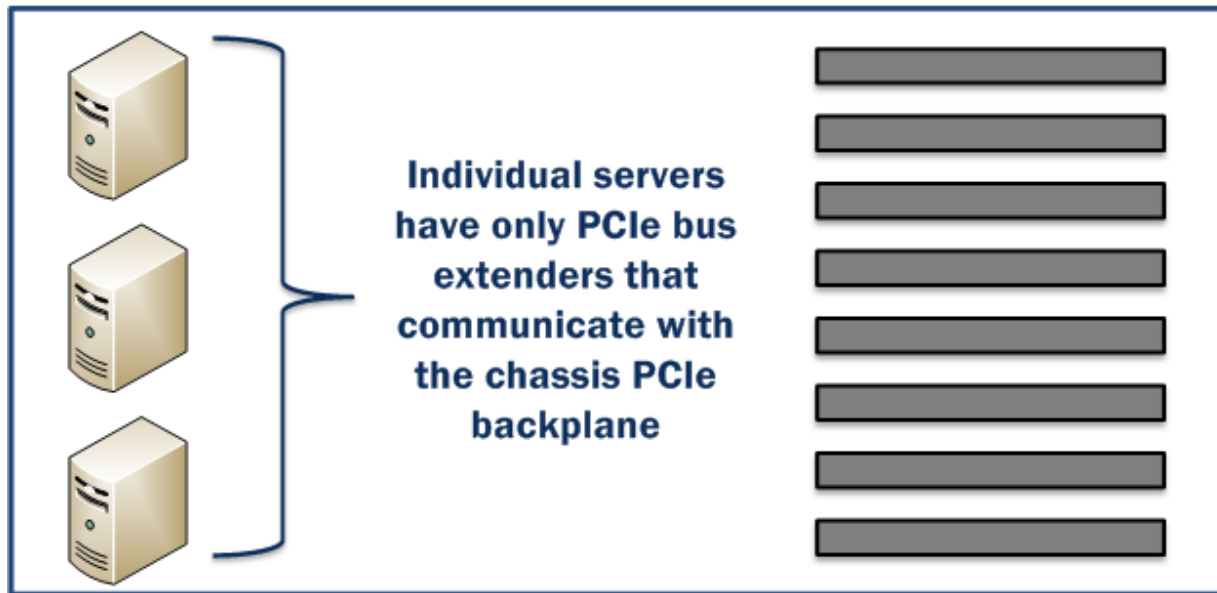 Individual servers
have only PCIe bus
extenders that
communicate with
the chassis PCIe
backplane